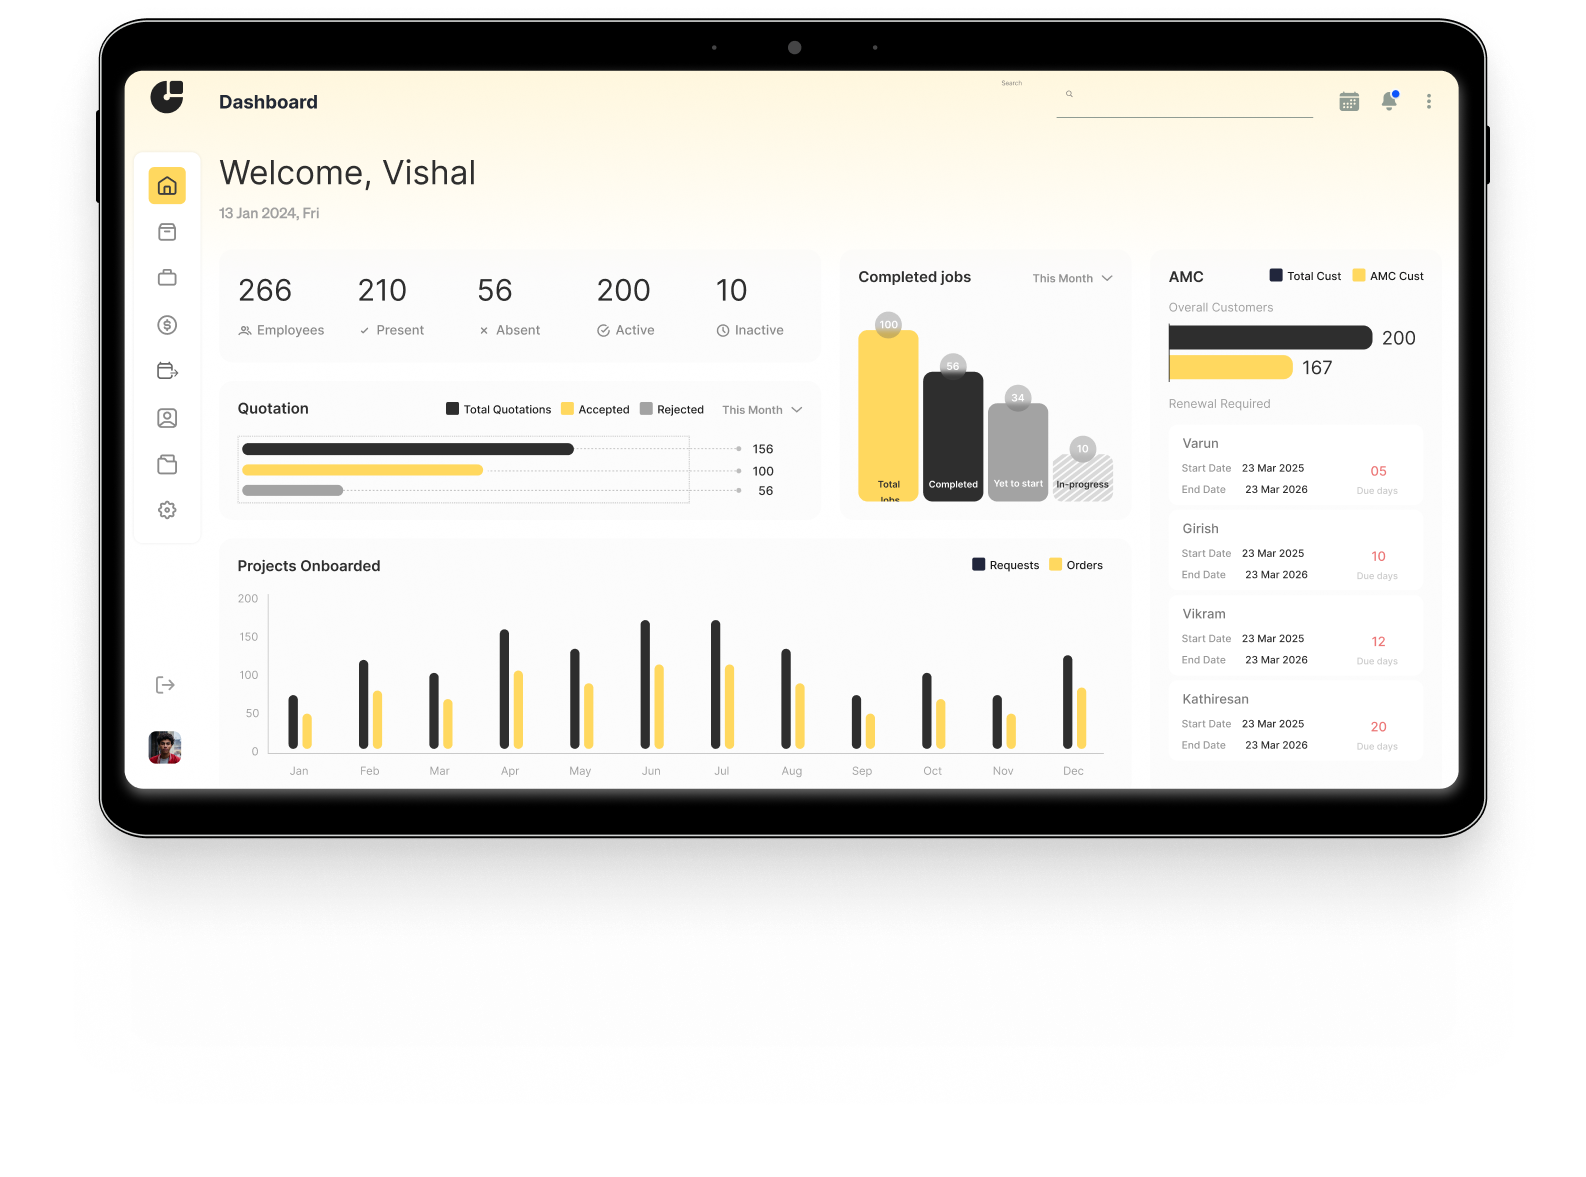 Dashboard
Search
Welcome, Vishal
13 Jan 2024, Fri
266 210 56 200 10
Employees Present Absent Active Inactive
Quotation
Total Quotations Accepted Rejected This Month
156
100
56
Completed jobs This Month
100
56
34
10
Total Jobs
Completed
Yet to start
In-progress
AMC Total Cust AMC Cust
Overall Customers
200
167
Renewal Required
Varun
Start Date 23 Mar 2025
End Date 23 Mar 2026
05
Due days
Girish
Start Date 23 Mar 2025
End Date 23 Mar 2026
10
Due days
Vikram
Start Date 23 Mar 2025
End Date 23 Mar 2026
12
Due days
Kathiresan
Start Date 23 Mar 2025
End Date 23 Mar 2026
20
Due days
Projects Onboarded
Requests Orders
200
150
100
50
0
Jan Feb Mar Apr May Jun Jul Aug Sep Oct Nov Dec